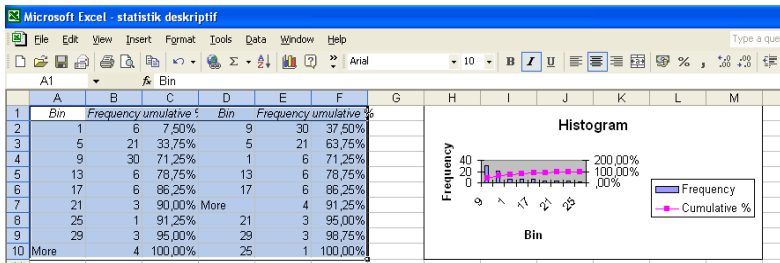 Microsoft Excel - statistik deskriptif
File Edit View Insert Format Tools Data Window Help
Type a que
Arial 10 B I U % ,
A1 fx Bin
A B C D E F G H I J K L M
1 Bin Frequency umulative % Bin Frequency umulative %
2 1 6 7,50% 9 30 37,50%
3 5 21 33,75% 5 21 63,75%
4 9 30 71,25% 1 6 71,25%
5 13 6 78,75% 13 6 78,75%
6 17 6 86,25% 17 6 86,25%
7 21 3 90,00% More 4 91,25%
8 25 1 91,25% 21 3 95,00%
9 29 3 95,00% 29 3 98,75%
10 More 4 100,00% 25 1 100,00%
Histogram
Frequency
40
20
0
200,00%
100,00%
,00%
9 1 17 21 25
Bin
Frequency
Cumulative %